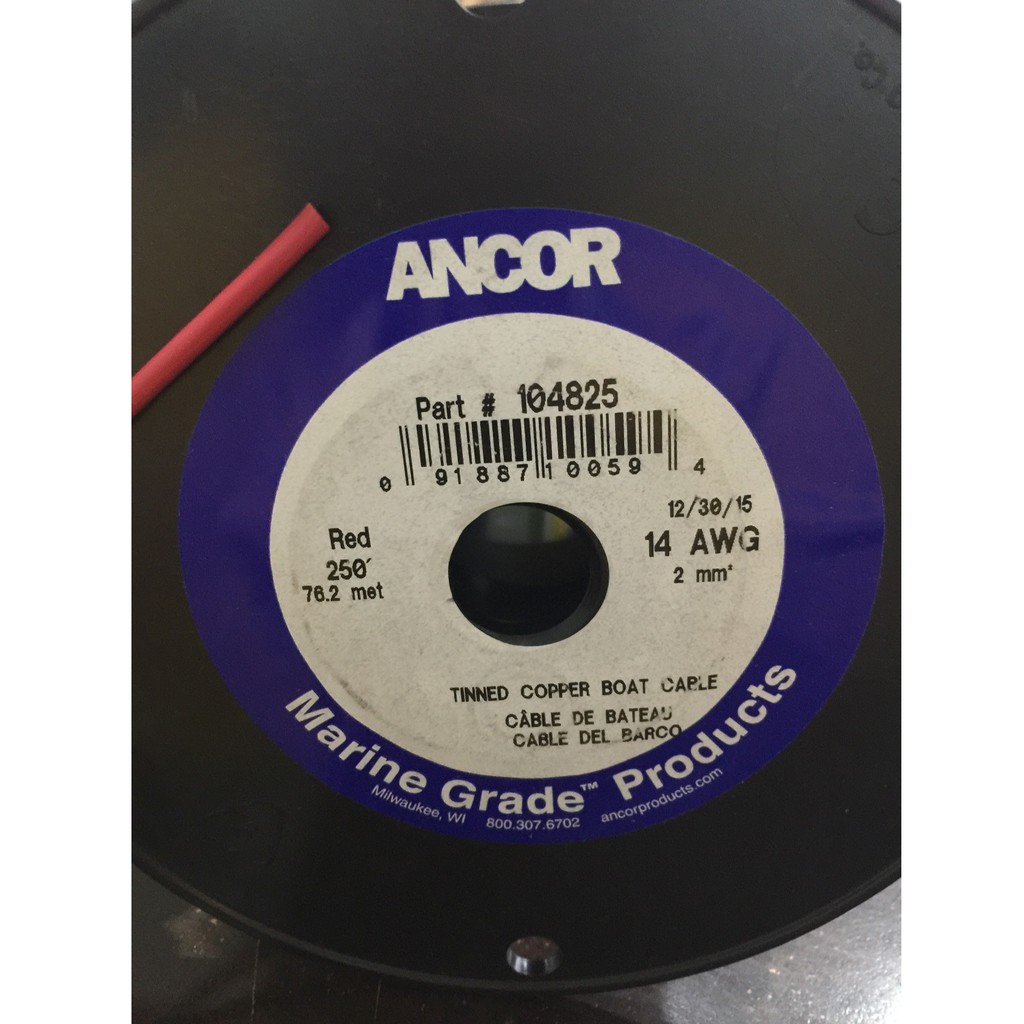 ANCOR
Part # 104825
0 91887 10059 4
12/30/15
Red
14 AWG
250'
2 mm²
76.2 met
TINNED COPPER BOAT CABLE
CÂBLE DE BATEAU
CABLE DEL BARCO
Marine Grade™ Products
Milwaukee, WI 800.307.6702 ancorproducts.com